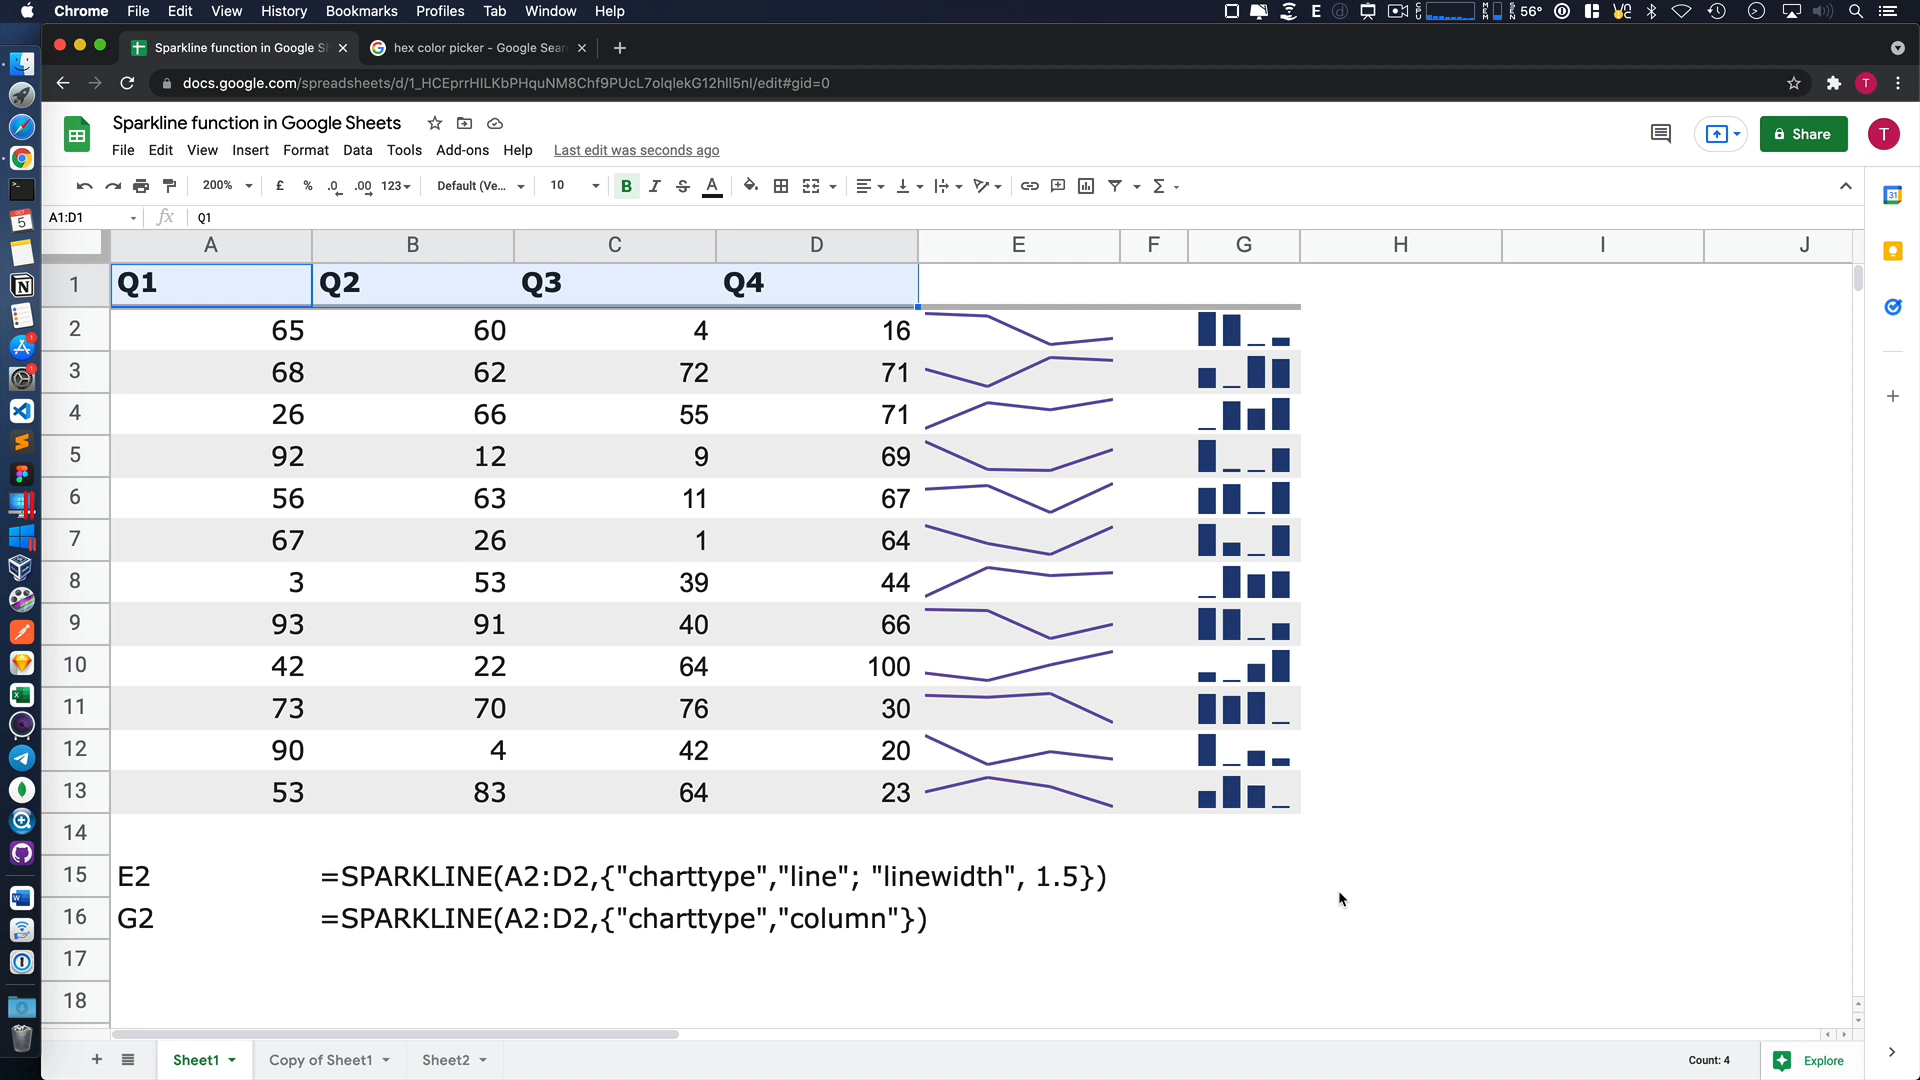 Chrome File Edit View History Bookmarks Profiles Tab Window Help
E 56°
Sparkline function in Google S
hex color picker - Google Sear
docs.google.com/spreadsheets/d/1_HCEprrHILKbPHquNM8Chf9PUcL7olqlekG12hll5nI/edit#gid=0
T
Sparkline function in Google Sheets
File Edit View Insert Format Data Tools Add-ons Help Last edit was seconds ago
Share
T
200% £ % .0 .00 123 Default (Ve... 10 B I S A
31
A1:D1 fx Q1
A B C D E F G H I J
1 Q1 Q2 Q3 Q4
2 65 60 4 16
3 68 62 72 71
4 26 66 55 71
5 92 12 9 69
6 56 63 11 67
7 67 26 1 64
8 3 53 39 44
9 93 91 40 66
10 42 22 64 100
11 73 70 76 30
12 90 4 42 20
13 53 83 64 23
14
15 E2 =SPARKLINE(A2:D2,{"charttype","line"; "linewidth", 1.5})
16 G2 =SPARKLINE(A2:D2,{"charttype","column"})
17
18
Sheet1 Copy of Sheet1 Sheet2
Count: 4
Explore